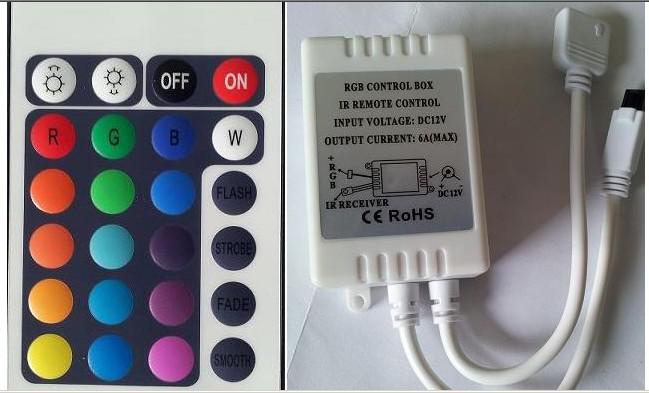 OFF ON
R G B W
FLASH
STROBE
FADE
SMOOTH
RGB CONTROL BOX
IR REMOTE CONTROL
INPUT VOLTAGE: DC12V
OUTPUT CURRENT: 6A(MAX)
+
R
G
B
+ -
DC12V
IR RECEIVER
CE RoHS